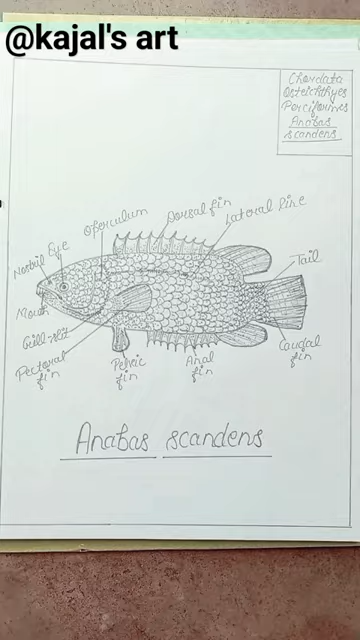 @kajal's art
Chordata
Osteichthyes
Perciformes
Anabas
scandens
Operculum
Dorsal fin
Lateral line
Nostril
Eye
Tail
Mouth
Gill-slit
Pectoral
fin
Pelvic
fin
Anal
fin
Caudal
fin
Anabas scandens